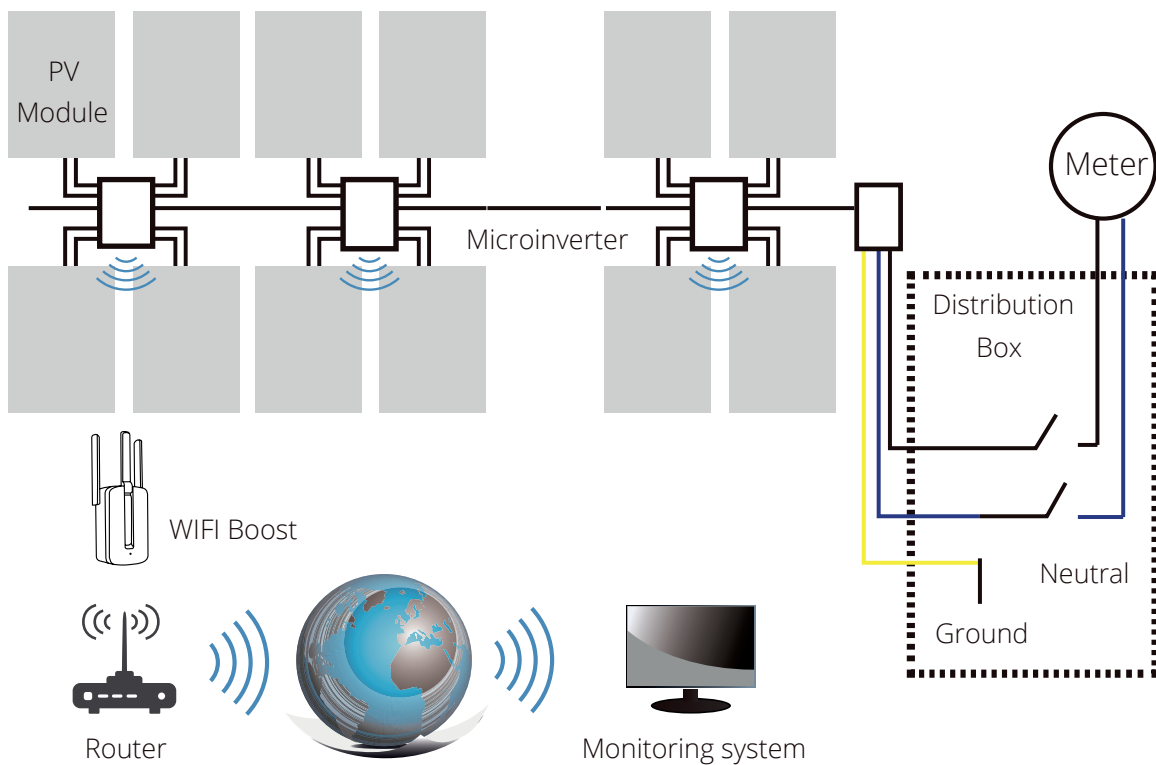 PV
Module
Meter
Microinverter
Distribution
Box
WIFI Boost
Neutral
Ground
Router
Monitoring system